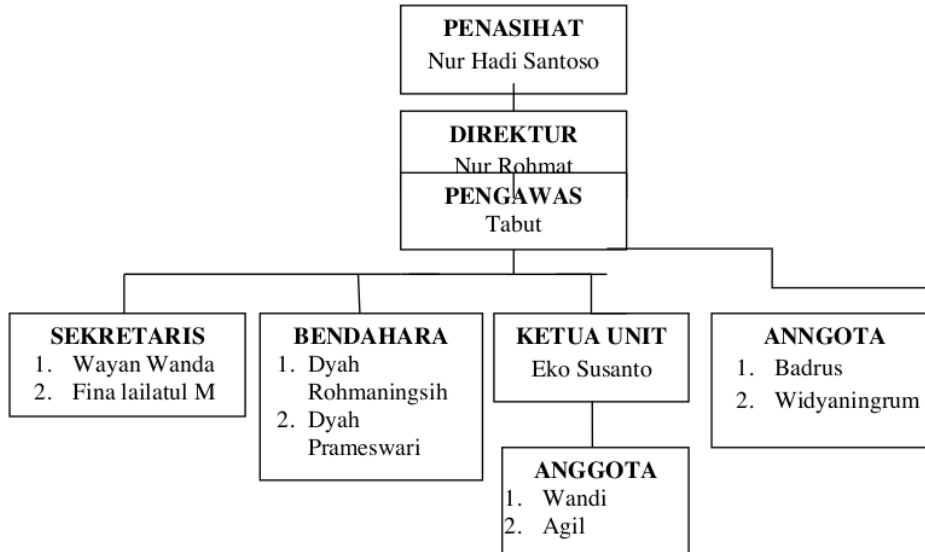 PENASIHAT
Nur Hadi Santoso
DIREKTUR
Nur Rohmat
PENGAWAS
Tabut
SEKRETARIS
1. Wayan Wanda
2. Fina lailatul M
BENDAHARA
1. Dyah
Rohmaningsih
2. Dyah
Prameswari
KETUA UNIT
Eko Susanto
ANNGOTA
1. Badrus
2. Widyaningrum
ANGGOTA
1. Wandi
2. Agil